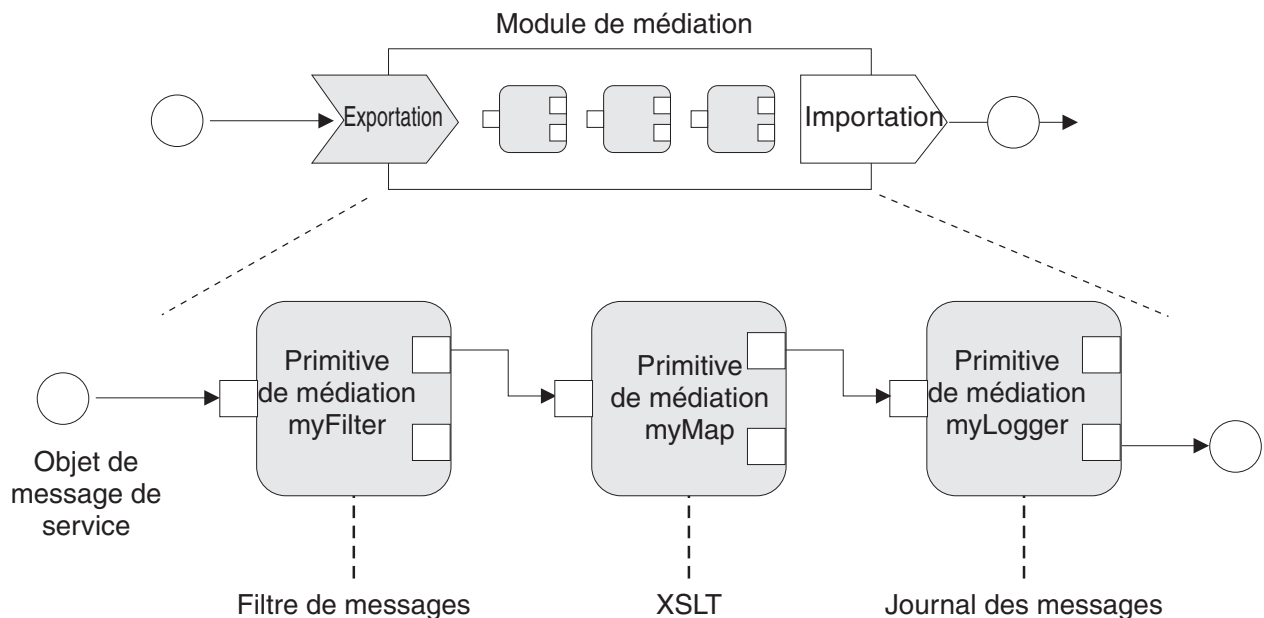 Module de médiation
Exportation
Importation
Primitive
de médiation
myFilter
Primitive
de médiation
myMap
Primitive
de médiation
myLogger
Objet de
message de
service
Filtre de messages
XSLT
Journal des messages